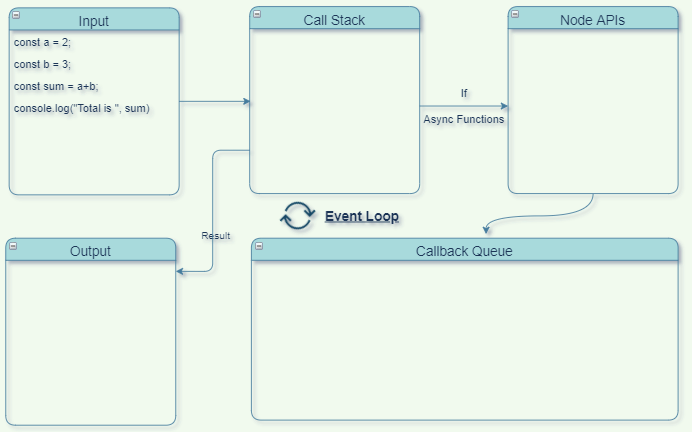 Input
const a = 2;
const b = 3;
const sum = a+b;
console.log("Total is ", sum)
Call Stack
If
Async Functions
Node APIs
Result
Event Loop
Output
Callback Queue